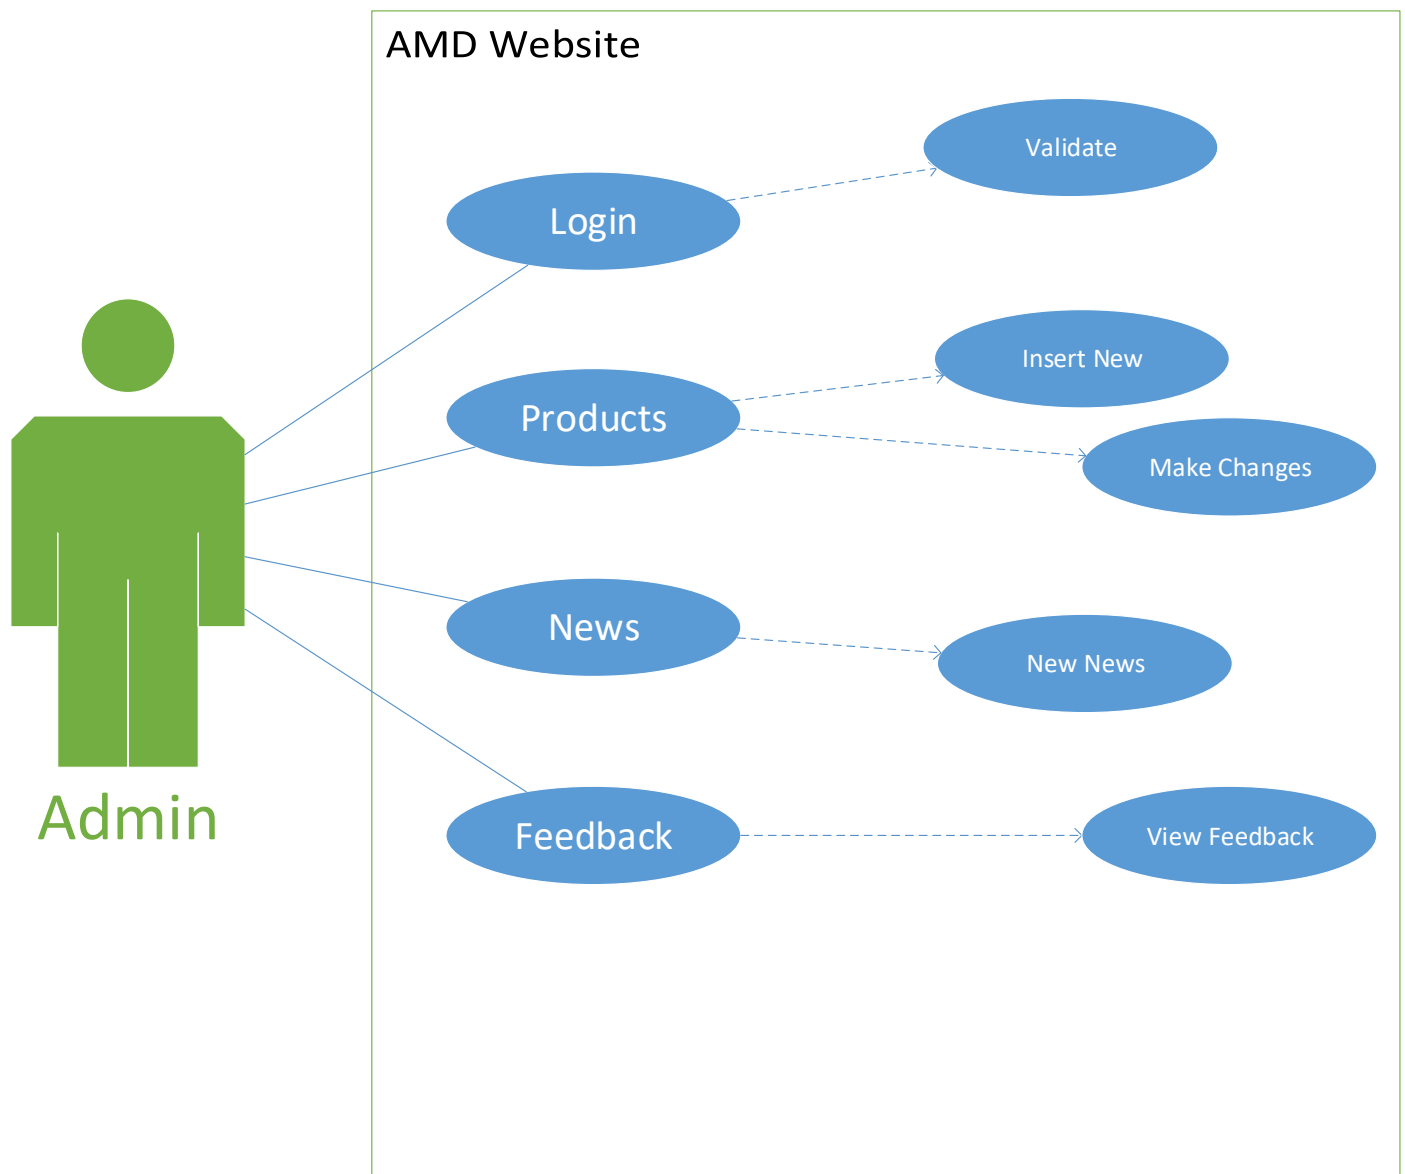 AMD Website
Validate
Login
Insert New
Products
Make Changes
News
New News
Admin
Feedback
View Feedback